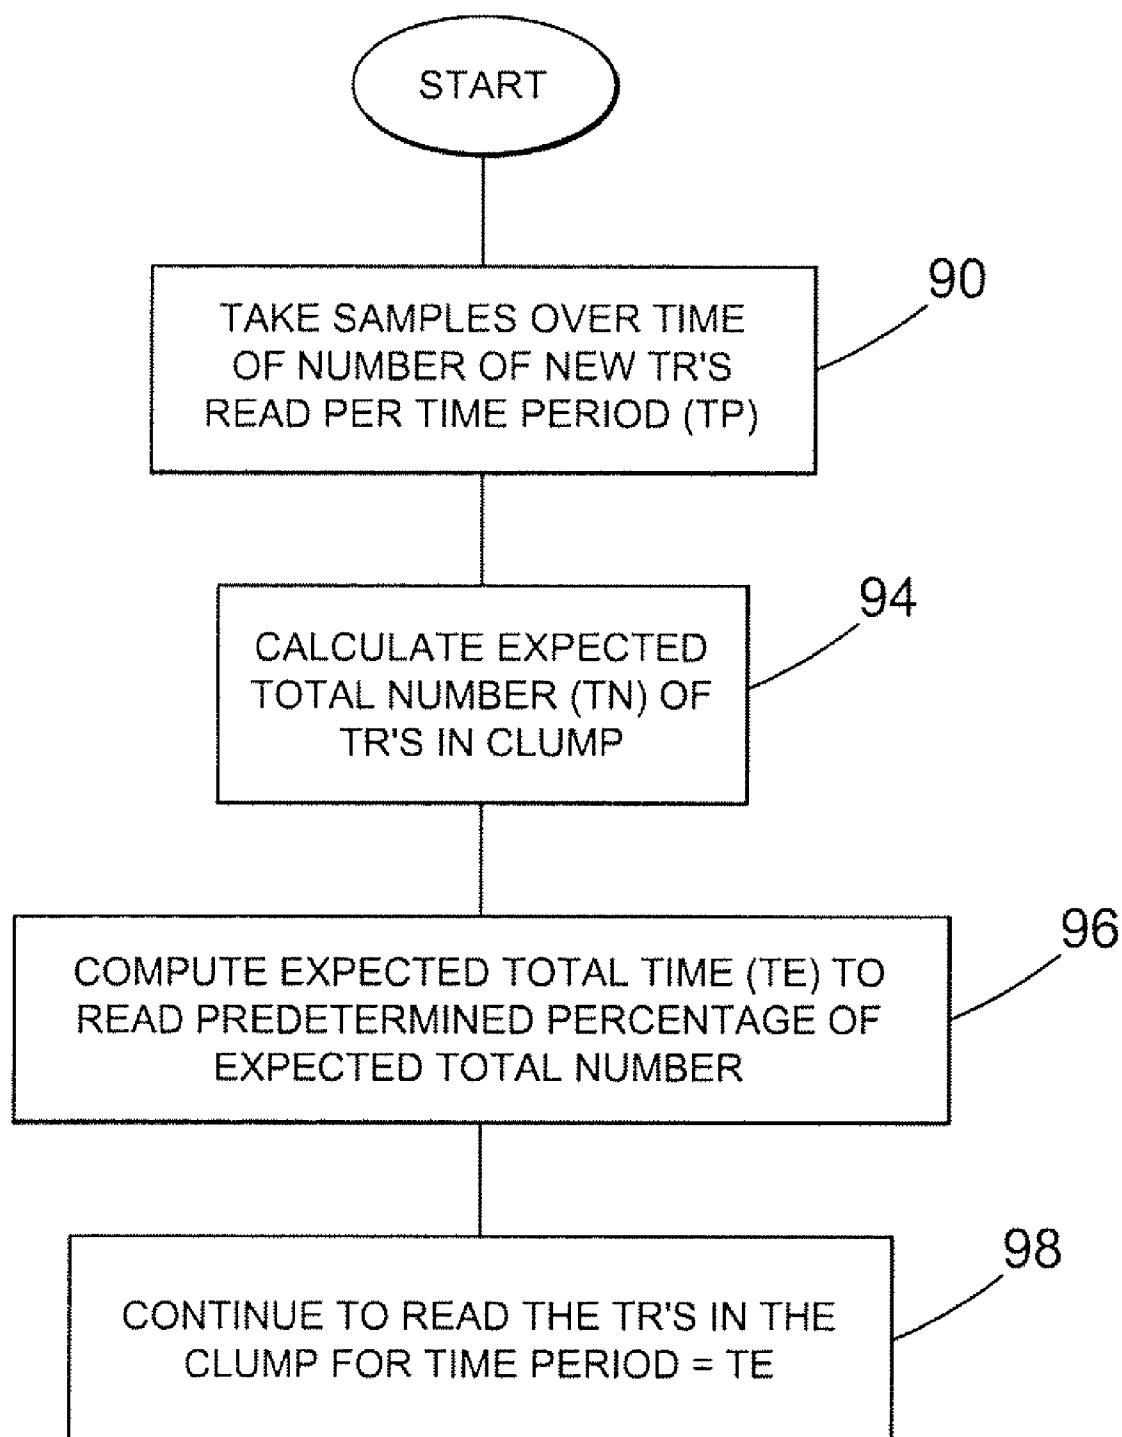 START
90
TAKE SAMPLES OVER TIME
OF NUMBER OF NEW TR'S
READ PER TIME PERIOD (TP)
94
CALCULATE EXPECTED
TOTAL NUMBER (TN) OF
TR'S IN CLUMP
96
COMPUTE EXPECTED TOTAL TIME (TE) TO
READ PREDETERMINED PERCENTAGE OF
EXPECTED TOTAL NUMBER
98
CONTINUE TO READ THE TR'S IN THE
CLUMP FOR TIME PERIOD = TE